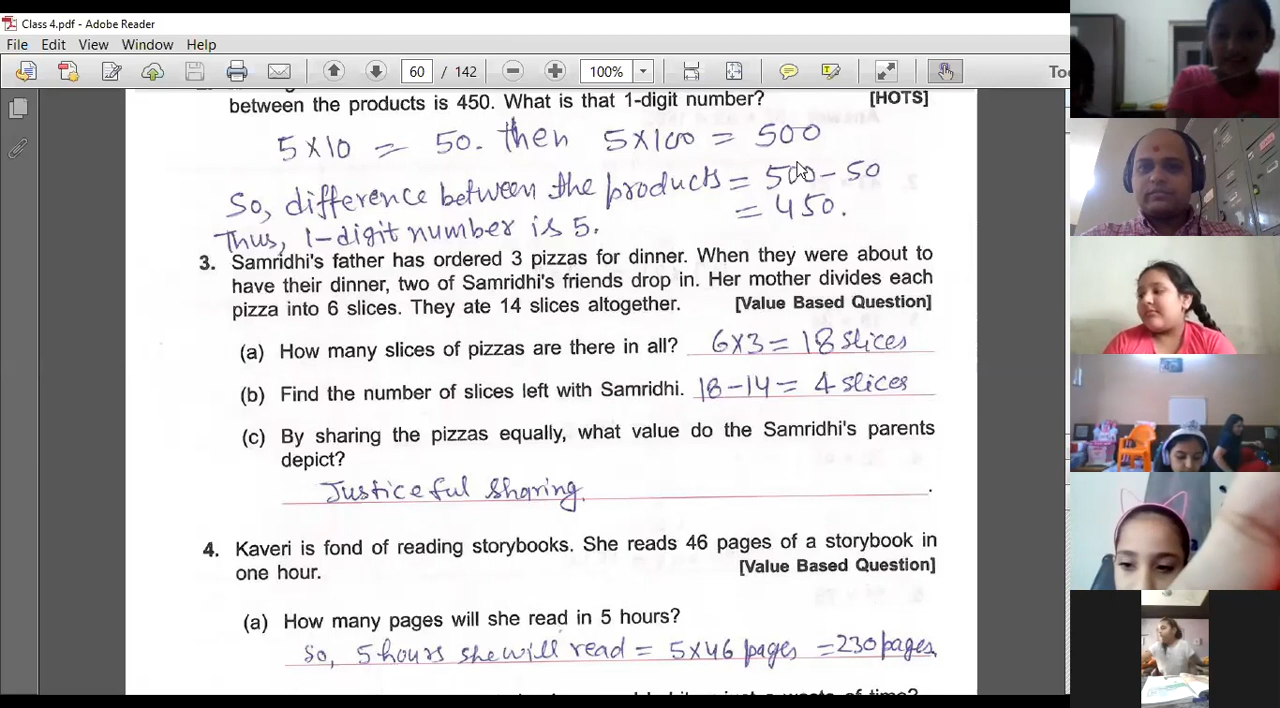 Class 4.pdf - Adobe Reader
File Edit View Window Help
60 / 142 100% Too
between the products is 450. What is that 1-digit number? [HOTS]
5×10 = 50. then 5×100 = 500
So, difference between the products = 500 - 50
= 450.
Thus, 1-digit number is 5.
3. Samridhi's father has ordered 3 pizzas for dinner. When they were about to
have their dinner, two of Samridhi's friends drop in. Her mother divides each
pizza into 6 slices. They ate 14 slices altogether. [Value Based Question]
(a) How many slices of pizzas are there in all? 6×3 = 18 slices
(b) Find the number of slices left with Samridhi. 18-14 = 4 slices
(c) By sharing the pizzas equally, what value do the Samridhi's parents
depict?
Justiceful sharing.
4. Kaveri is fond of reading storybooks. She reads 46 pages of a storybook in
one hour. [Value Based Question]
(a) How many pages will she read in 5 hours?
So, 5 hours she will read = 5×46 pages = 230 pages.